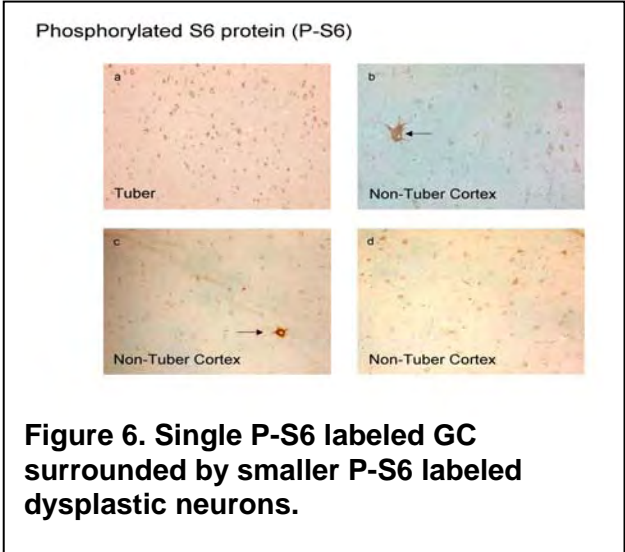 Phosphorylated S6 protein (P-S6)
a
b
Tuber
Non-Tuber Cortex
c
d
Non-Tuber Cortex
Non-Tuber Cortex
Figure 6. Single P-S6 labeled GC
surrounded by smaller P-S6 labeled
dysplastic neurons.